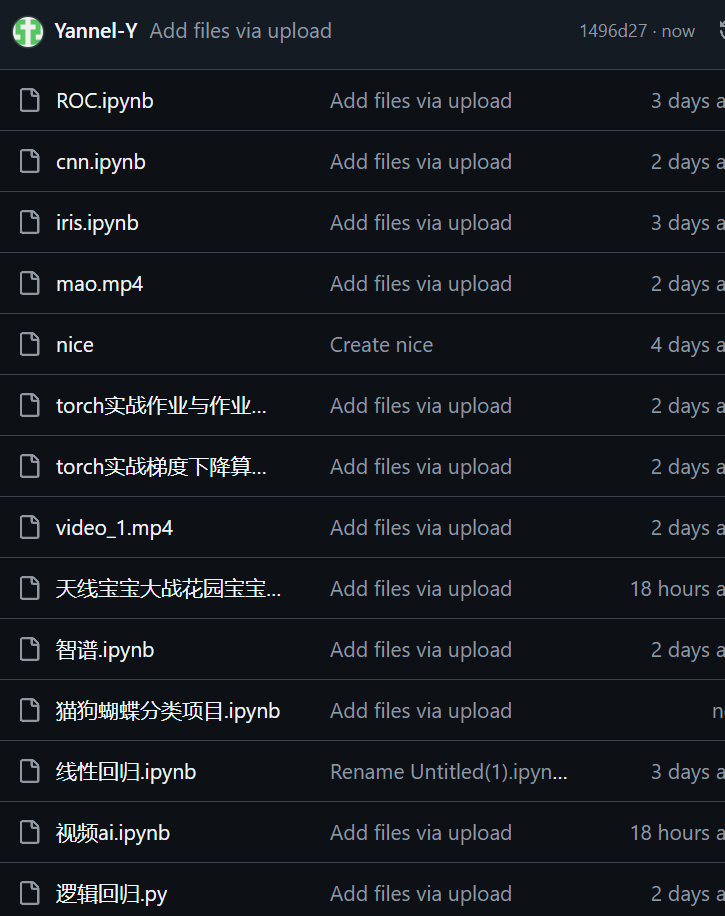 Yannel-Y Add files via upload 1496d27 · now
ROC.ipynb Add files via upload 3 days a
cnn.ipynb Add files via upload 2 days a
iris.ipynb Add files via upload 3 days a
mao.mp4 Add files via upload 2 days a
nice Create nice 4 days a
torch实战作业与作业... Add files via upload 2 days a
torch实战梯度下降算... Add files via upload 2 days a
video_1.mp4 Add files via upload 2 days a
天线宝宝大战花园宝宝... Add files via upload 18 hours a
智谱.ipynb Add files via upload 2 days a
猫狗蝴蝶分类项目.ipynb Add files via upload n
线性回归.ipynb Rename Untitled(1).ipyn... 3 days a
视频ai.ipynb Add files via upload 18 hours a
逻辑回归.py Add files via upload 2 days a